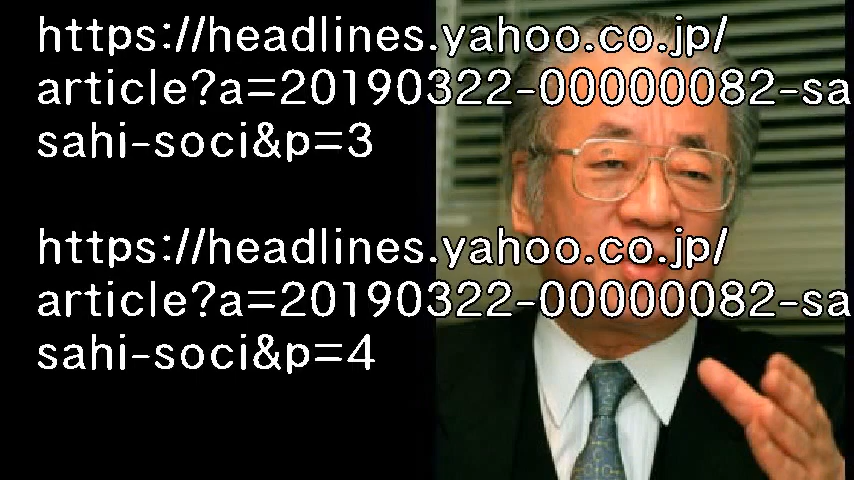 https://headlines.yahoo.co.jp/
article?a=20190322-00000082-sa
sahi-soci&p=3
https://headlines.yahoo.co.jp/
article?a=20190322-00000082-sa
sahi-soci&p=4